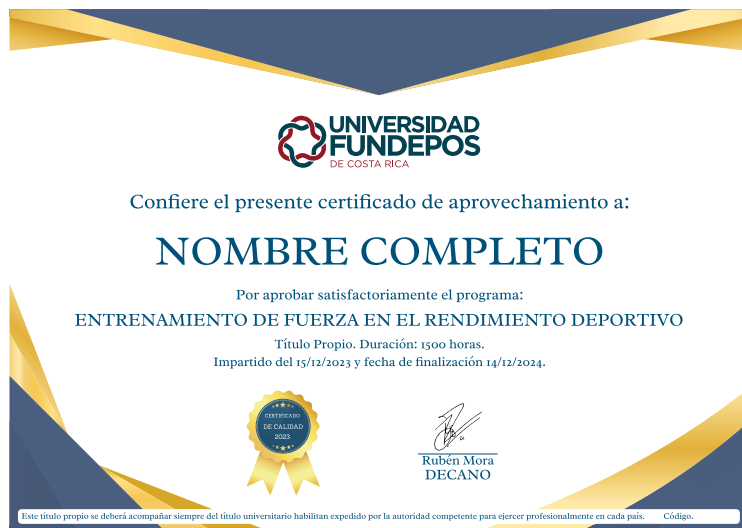 UNIVERSIDAD
FUNDEPOS
DE COSTA RICA
Confiere el presente certificado de aprovechamiento a:
NOMBRE COMPLETO
Por aprobar satisfactoriamente el programa:
ENTRENAMIENTO DE FUERZA EN EL RENDIMIENTO DEPORTIVO
Título Propio. Duración: 1500 horas.
Impartido del 15/12/2023 y fecha de finalización 14/12/2024.
CERTIFICADO
DE CALIDAD
2023
Rubén Mora
DECANO
Este título propio se deberá acompañar siempre del título universitario habilitan expedido por la autoridad competente para ejercer profesionalmente en cada país. Código.